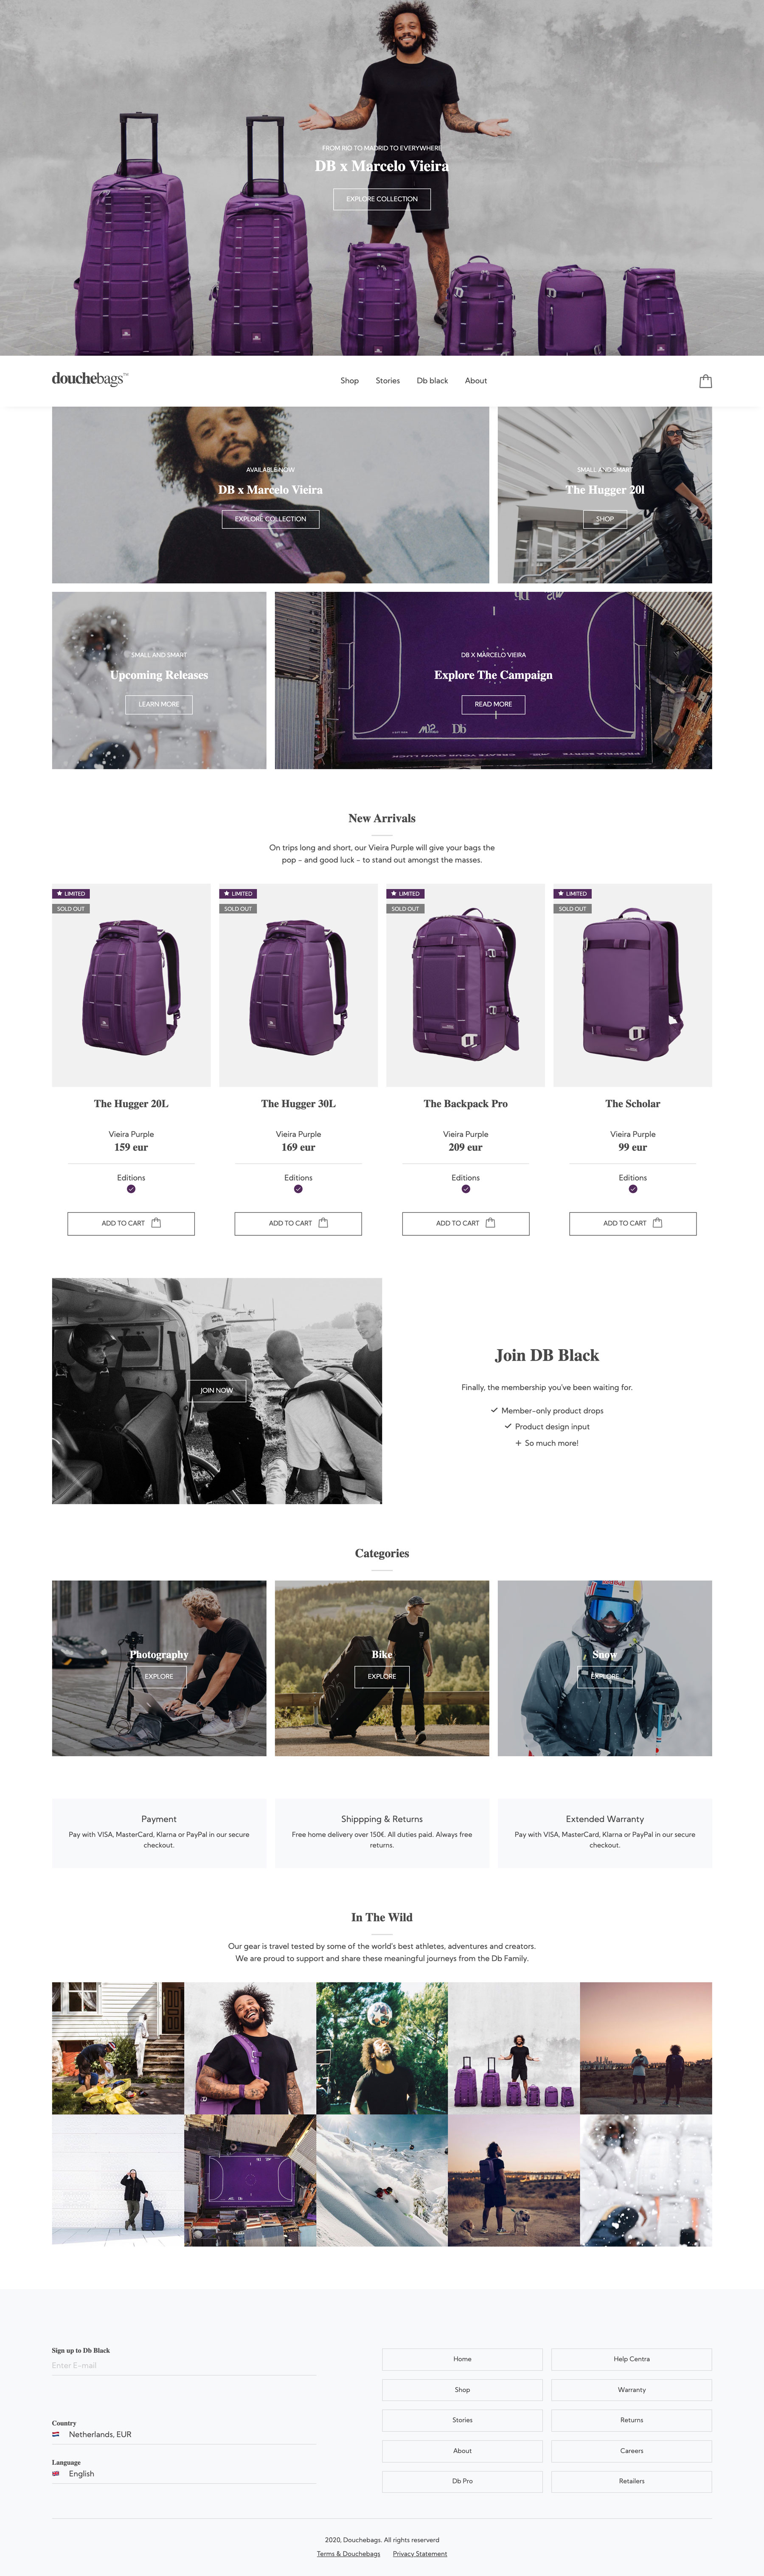 FROM RIO TO MADRID TO EVERYWHERE
DB x Marcelo Vieira
EXPLORE COLLECTION
douchebags™
Shop Stories Db black About
AVAILABLE NOW
DB x Marcelo Vieira
EXPLORE COLLECTION
SMALL AND SMART
The Hugger 20l
SHOP
SMALL AND SMART
Upcoming Releases
LEARN MORE
DB X MARCELO VIEIRA
Explore The Campaign
READ MORE
M12 Db
New Arrivals
On trips long and short, our Vieira Purple will give your bags the
pop - and good luck - to stand out amongst the masses.
LIMITED
SOLD OUT
LIMITED
SOLD OUT
LIMITED
SOLD OUT
LIMITED
SOLD OUT
The Hugger 20L
Vieira Purple
159 eur
Editions
ADD TO CART
The Hugger 30L
Vieira Purple
169 eur
Editions
ADD TO CART
The Backpack Pro
Vieira Purple
209 eur
Editions
ADD TO CART
The Scholar
Vieira Purple
99 eur
Editions
ADD TO CART
JOIN NOW
Join DB Black
Finally, the membership you've been waiting for.
Member-only product drops
Product design input
+ So much more!
Categories
Photography
EXPLORE
Bike
EXPLORE
Snow
EXPLORE
Payment
Pay with VISA, MasterCard, Klarna or PayPal in our secure
checkout.
Shippping & Returns
Free home delivery over 150€. All duties paid. Always free
returns.
Extended Warranty
Pay with VISA, MasterCard, Klarna or PayPal in our secure
checkout.
In The Wild
Our gear is travel tested by some of the world's best athletes, adventures and creators.
We are proud to support and share these meaningful journeys from the Db Family.
Sign up to Db Black
Enter E-mail
Country
Netherlands, EUR
Language
English
Home
Help Centra
Shop
Warranty
Stories
Returns
About
Careers
Db Pro
Retailers
2020, Douchebags. All rights reserverd
Terms & Douchebags Privacy Statement